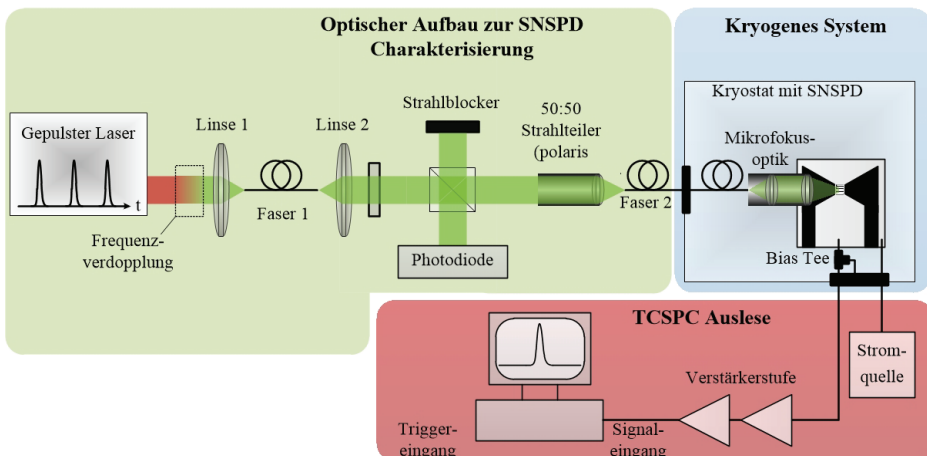 Optischer Aufbau zur SNSPD
Charakterisierung
Kryogenes System
Gepulster Laser
t
Frequenz-
verdopplung
Linse 1
Faser 1
Linse 2
Strahlblocker
Photodiode
50:50
Strahlteiler
(polaris
Faser 2
Kryostat mit SNSPD
Mikrofokus-
optik
Bias Tee
TCSPC Auslese
Trigger-
eingang
Signal-
eingang
Verstärkerstufe
Strom-
quelle